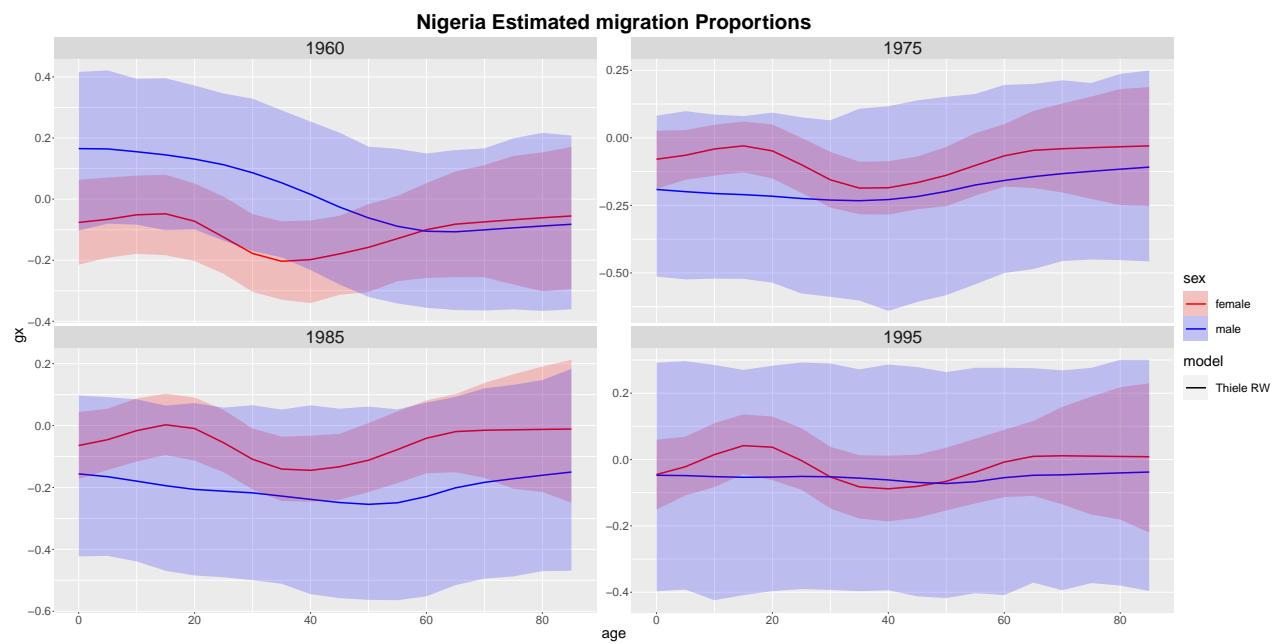 Nigeria Estimated migration Proportions
1960
1975
0.4
0.2
0.0
−0.2
−0.4
0.25
0.00
−0.25
−0.50
gx
1985
1995
0.2
0.0
−0.2
−0.4
−0.6
0.2
0.0
−0.2
−0.4
0 20 40 60 80
0 20 40 60 80
age
sex
female
male
model
Thiele RW